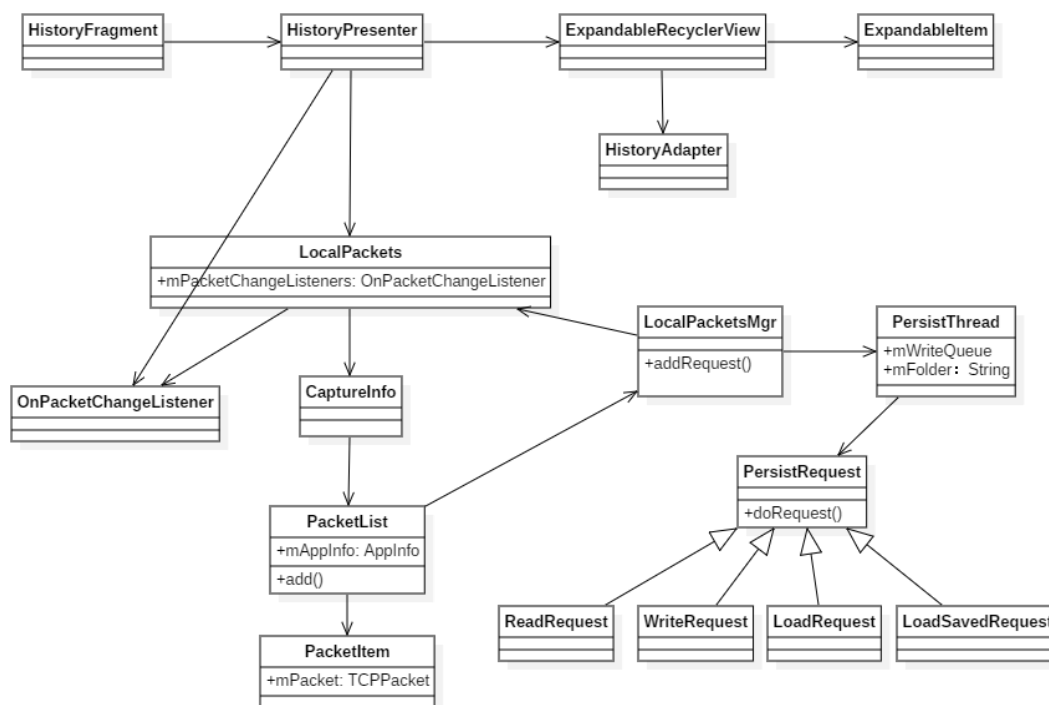 HistoryFragment
HistoryPresenter
ExpandableRecyclerView
ExpandableItem
HistoryAdapter
LocalPackets
+mPacketChangeListeners: OnPacketChangeListener
LocalPacketsMgr
+addRequest()
PersistThread
+mWriteQueue
+mFolder：String
OnPacketChangeListener
CaptureInfo
PersistRequest
+doRequest()
PacketList
+mAppInfo: AppInfo
+add()
ReadRequest
WriteRequest
LoadRequest
LoadSavedRequest
PacketItem
+mPacket: TCPPacket